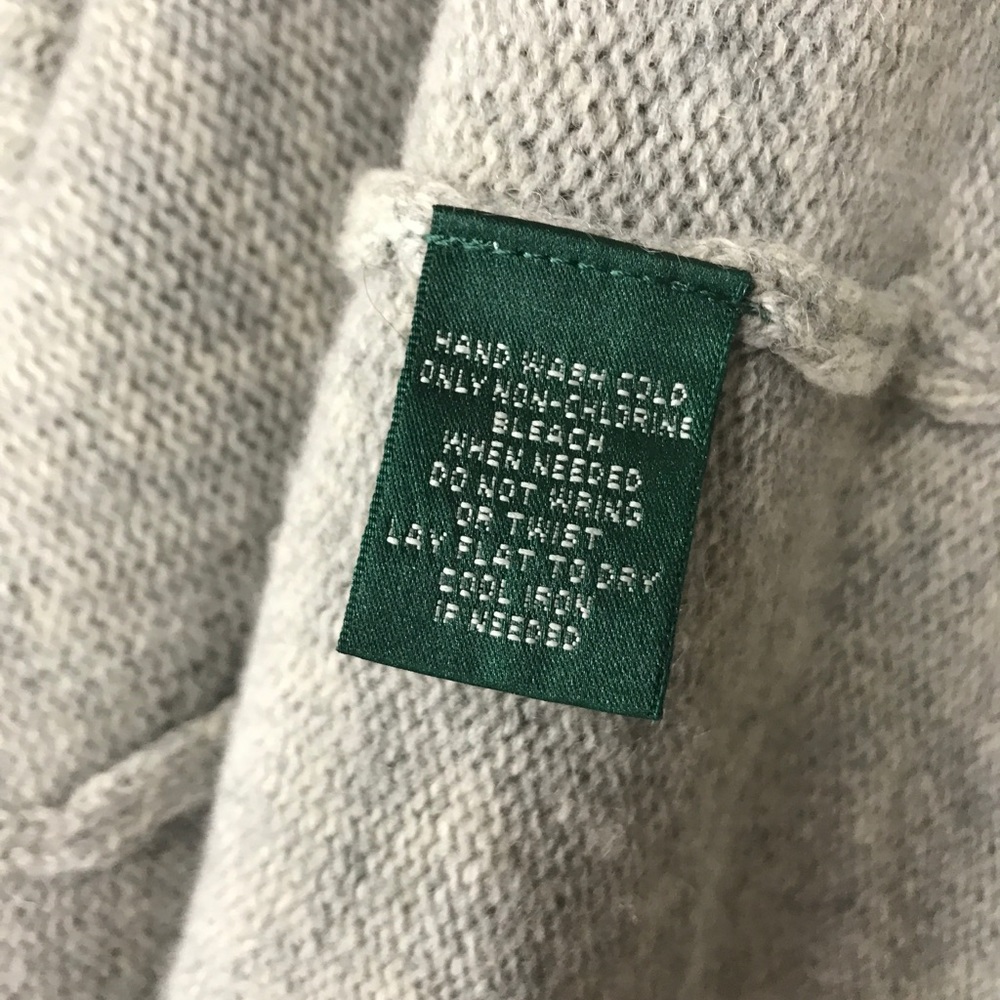 HAND WASH COLD
ONLY NON-CHLORINE
BLEACH
WHEN NEEDED
DO NOT WRING
OR TWIST
LAY FLAT TO DRY
COOL IRON
IF NEEDED